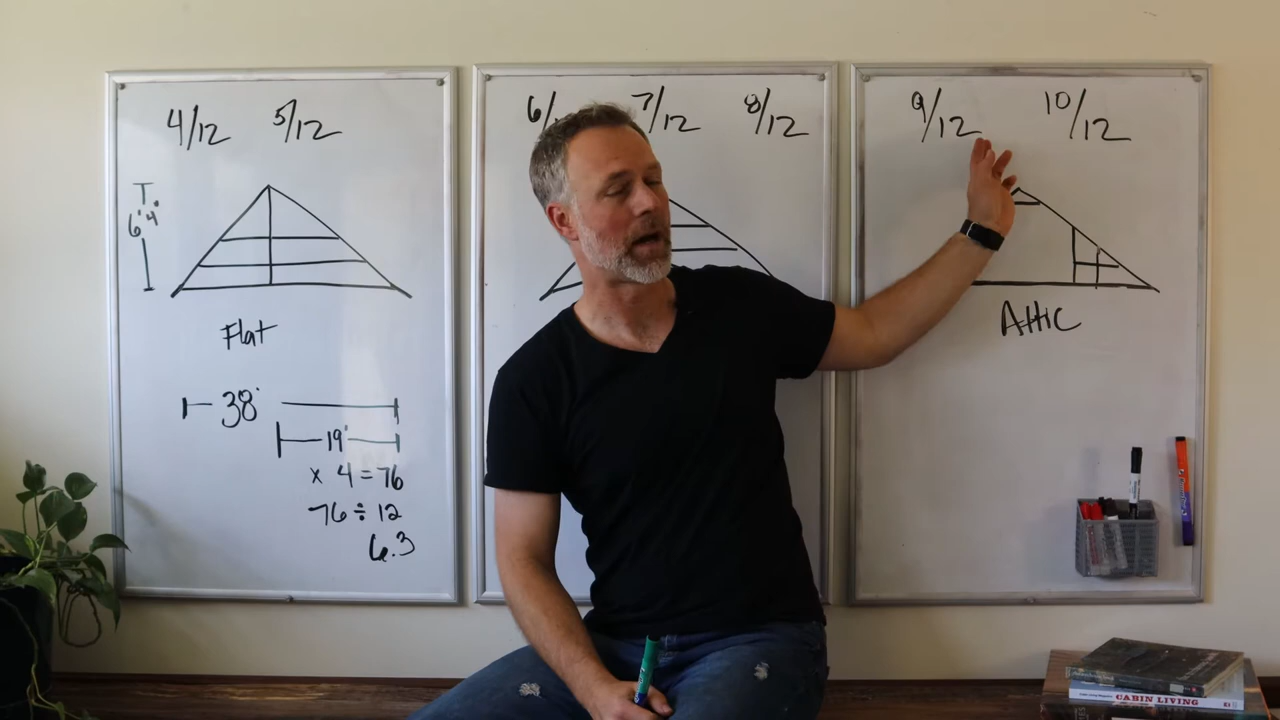 4/12 5/12
T.
6'4"
Flat
38'
19'
x 4 = 76
76 ÷ 12
6.3
6/ 7/12 8/12
9/12 10/12
Attic
CABIN LIVING